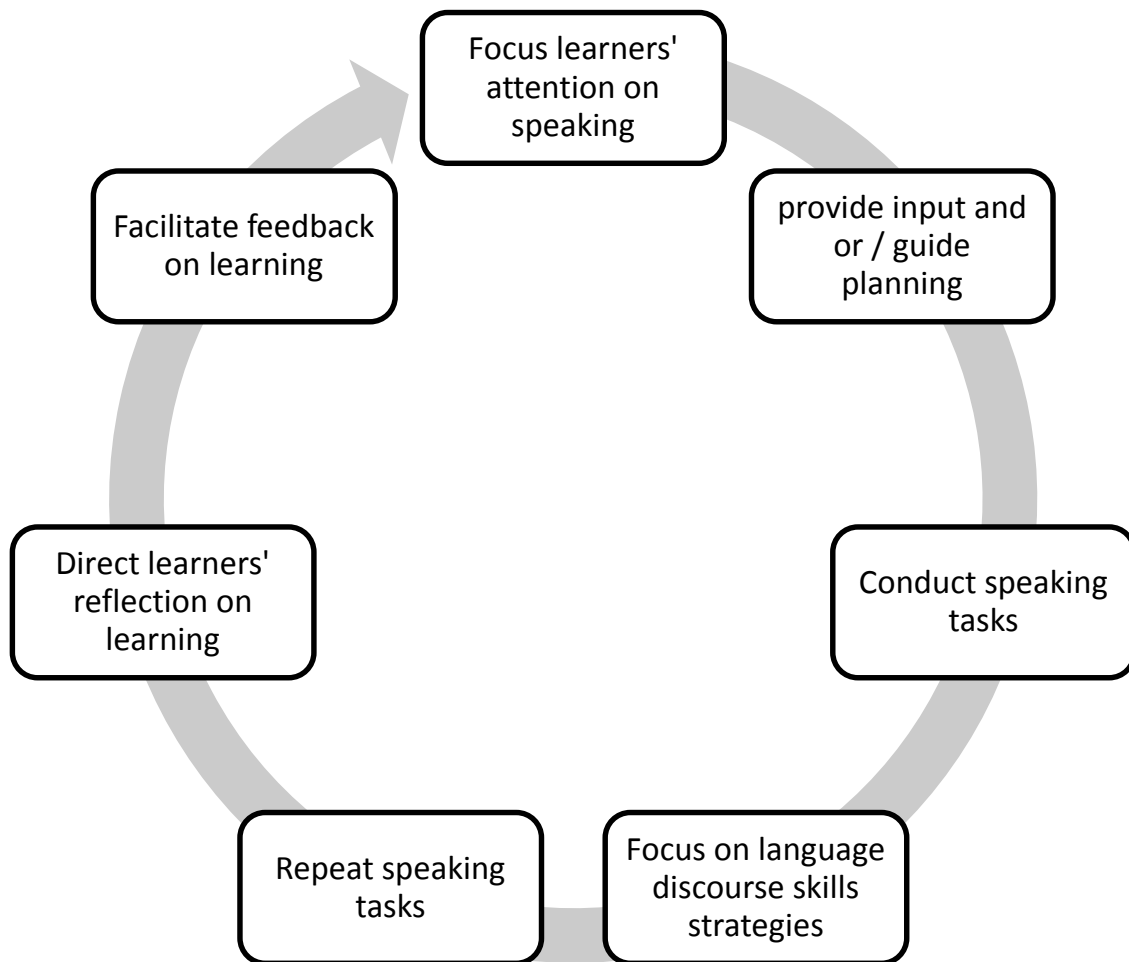 Focus learners'
attention on
speaking
provide input and
or / guide
planning
Conduct speaking
tasks
Focus on language
discourse skills
strategies
Repeat speaking
tasks
Direct learners'
reflection on
learning
Facilitate feedback
on learning